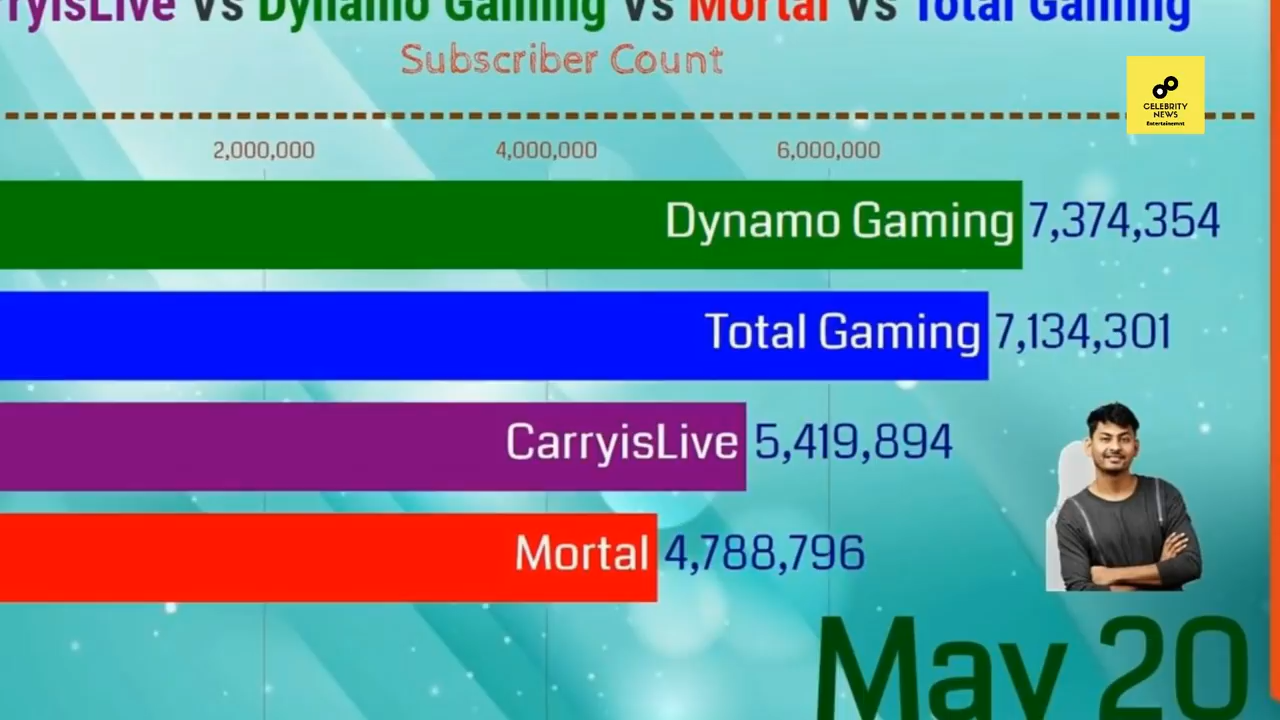 ryisLive Vs Dynamo Gaming Vs Mortal Vs Total Gaming
Subscriber Count
CELEBRITY
NEWS
Entertainemnt
2,000,000 4,000,000 6,000,000
Dynamo Gaming 7,374,354
Total Gaming 7,134,301
CarryisLive 5,419,894
Mortal 4,788,796
May 20